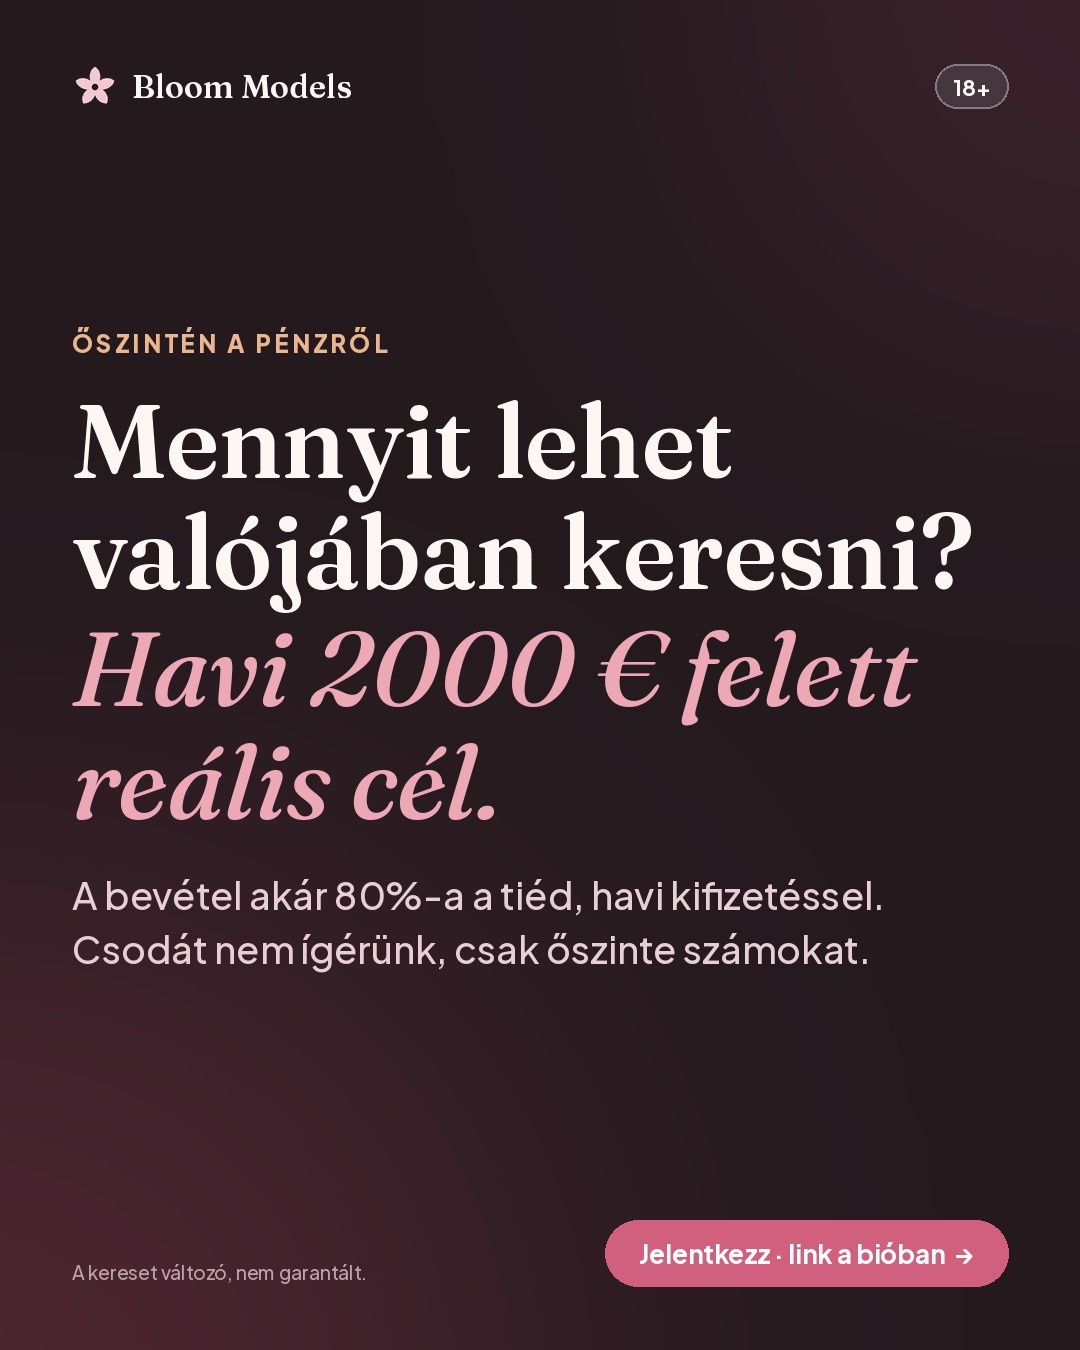 Bloom Models
18+
ŐSZINTÉN A PÉNZRŐL
Mennyit lehet
valójában keresni?
Havi 2000 € felett
reális cél.
A bevétel akár 80%-a a tiéd, havi kifizetéssel.
Csodát nem ígérünk, csak őszinte számokat.
A kereset változó, nem garantált.
Jelentkezz · link a bióban →